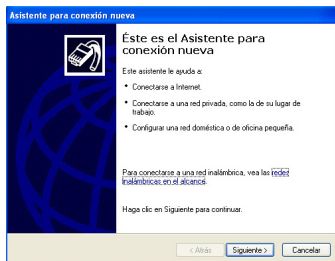 Asistente para conexión nueva
Éste es el Asistente para
conexión nueva
Este asistente le ayuda a:
• Conectarse a Internet.
• Conectarse a una red privada, como la de su lugar de
trabajo.
• Configurar una red doméstica o de oficina pequeña.
Para conectarse a una red inalámbrica, vea las redes
inalámbricas en el alcance.
Haga clic en Siguiente para continuar.
< Atrás
Siguiente >
Cancelar